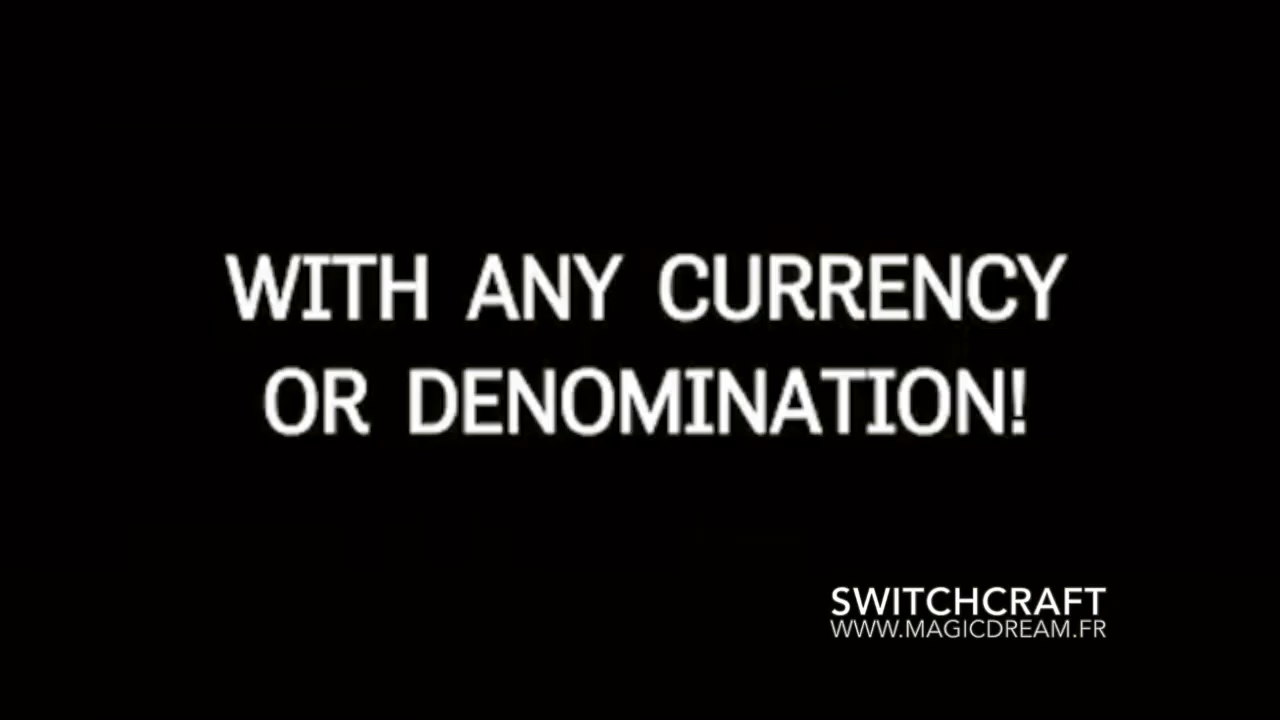 WITH ANY CURRENCY
OR DENOMINATION!
SWITCHCRAFT
WWW.MAGICDREAM.FR